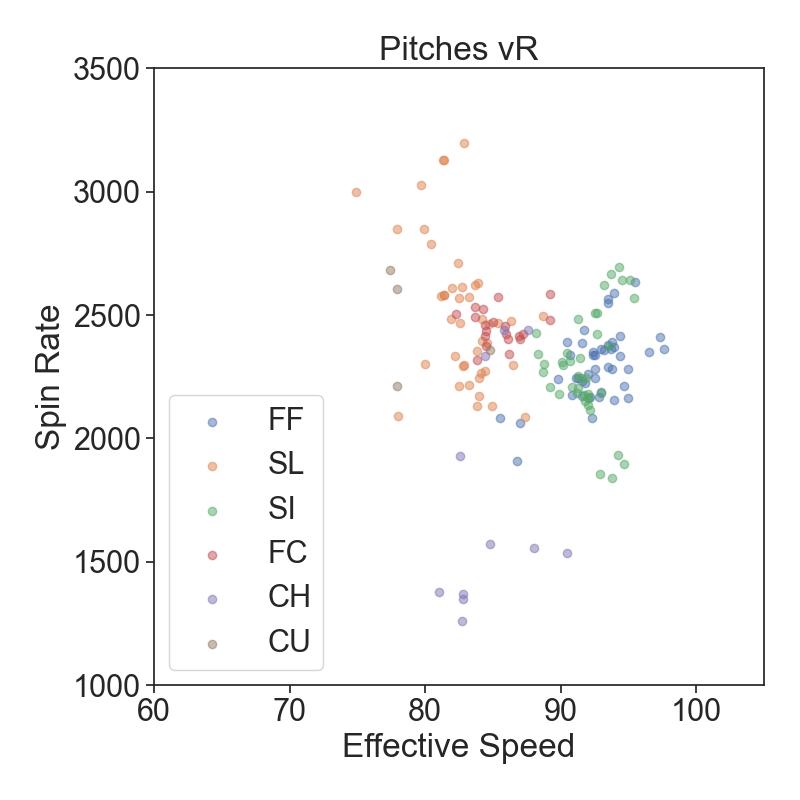 Pitches vR
3500
3000
2500
2000
1500
1000
Spin Rate
FF
SL
SI
FC
CH
CU
60 70 80 90 100
Effective Speed